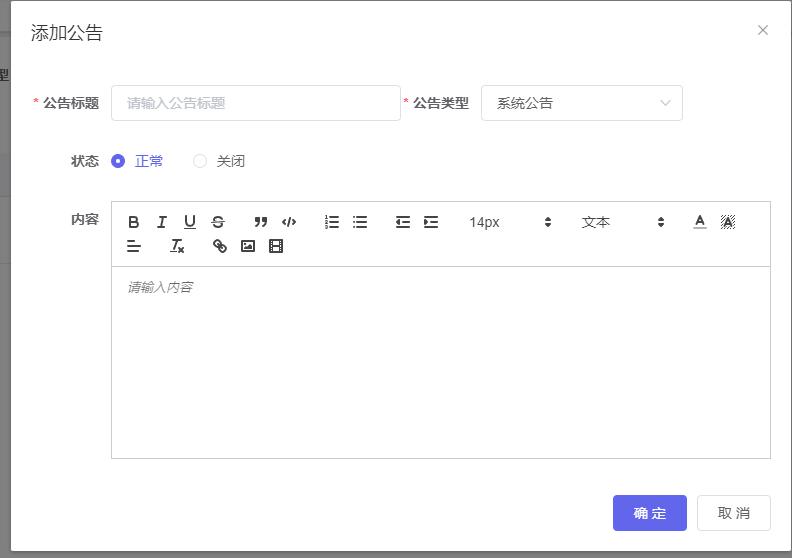 添加公告
型
* 公告标题 请输入公告标题 * 公告类型 系统公告
状态 正常 关闭
内容 14px 文本
请输入内容
确 定 取 消